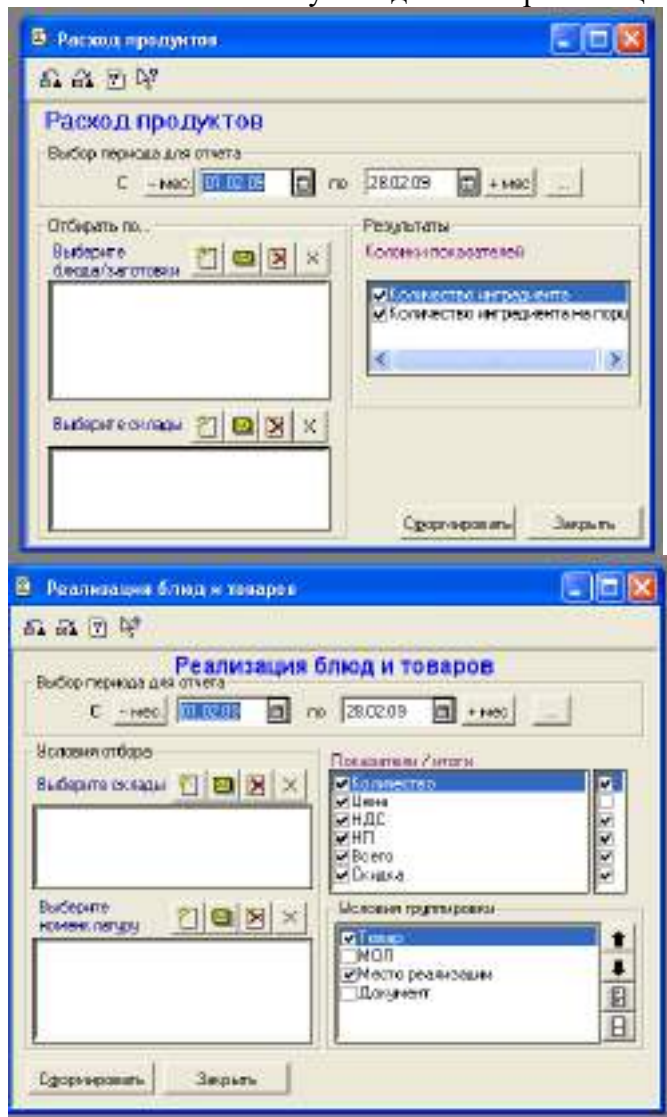 Расход продуктов
Расход продуктов
Выбор периода для отчета
С - мес. 01.02.09 по 28.02.09 + мес ...
Отбирать по...
Выберите блюда/заготовки
Выберите склады
Результаты
Колонки показателей
Количество ингредиента
Количество ингредиента на порц
Сформировать Закрыть
Реализация блюд и товаров
Реализация блюд и товаров
Выбор периода для отчета
С - мес. 01.02.09 по 28.02.09 + мес ...
Условия отбора
Выберите склады
Выберите
номенклатуру
Показатели / итоги
Количество
Цена
НДС
НП
Всего
Скидка
Условия группировки
Товар
МОЛ
Место реализации
Документ
Сформировать Закрыть